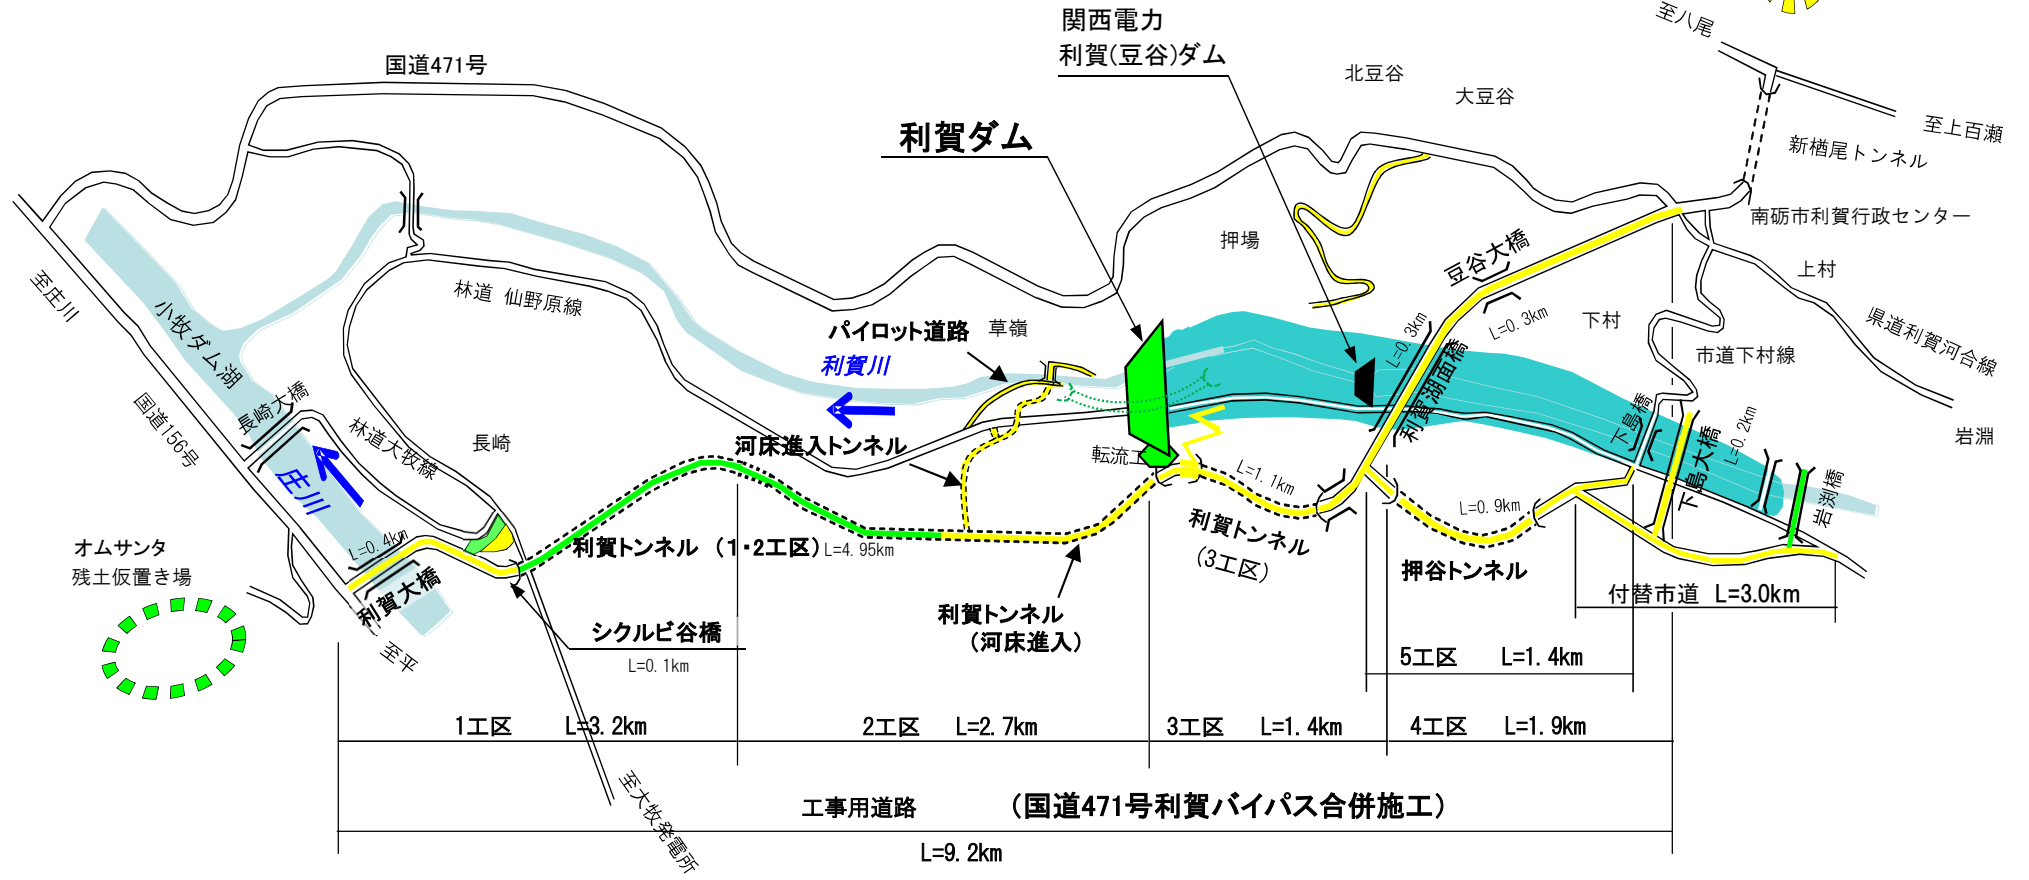 関西電力
利賀(豆谷)ダム
至八尾
国道471号
北豆谷
大豆谷
利賀ダム
至上百瀬
新楢尾トンネル
南砺市利賀行政センター
押場
豆谷大橋
上村
至庄川
林道 仙野原線
小牧ダム湖
パイロット道路
草嶺
利賀川
L=0.3km
L=0.3km
下村
県道利賀河合線
市道下村線
利賀湖面橋
国道156号
長崎大橋
林道大牧線
長崎
河床進入トンネル
転流工
L=1.1km
下島橋
L=0.2km
下島大橋
岩渕橋
岩淵
庄川
オムサンタ
残土仮置き場
L=0.4km
利賀大橋
利賀トンネル （1・2工区）
L=4.95km
利賀トンネル
(3工区)
L=0.9km
押谷トンネル
付替市道 L=3.0km
利賀トンネル
（河床進入）
シクルビ谷橋
L=0.1km
至平
5工区 L=1.4km
1工区 L=3.2km
2工区 L=2.7km
3工区 L=1.4km
4工区 L=1.9km
至大牧発電所
工事用道路 （国道471号利賀バイパス合併施工）
L=9.2km